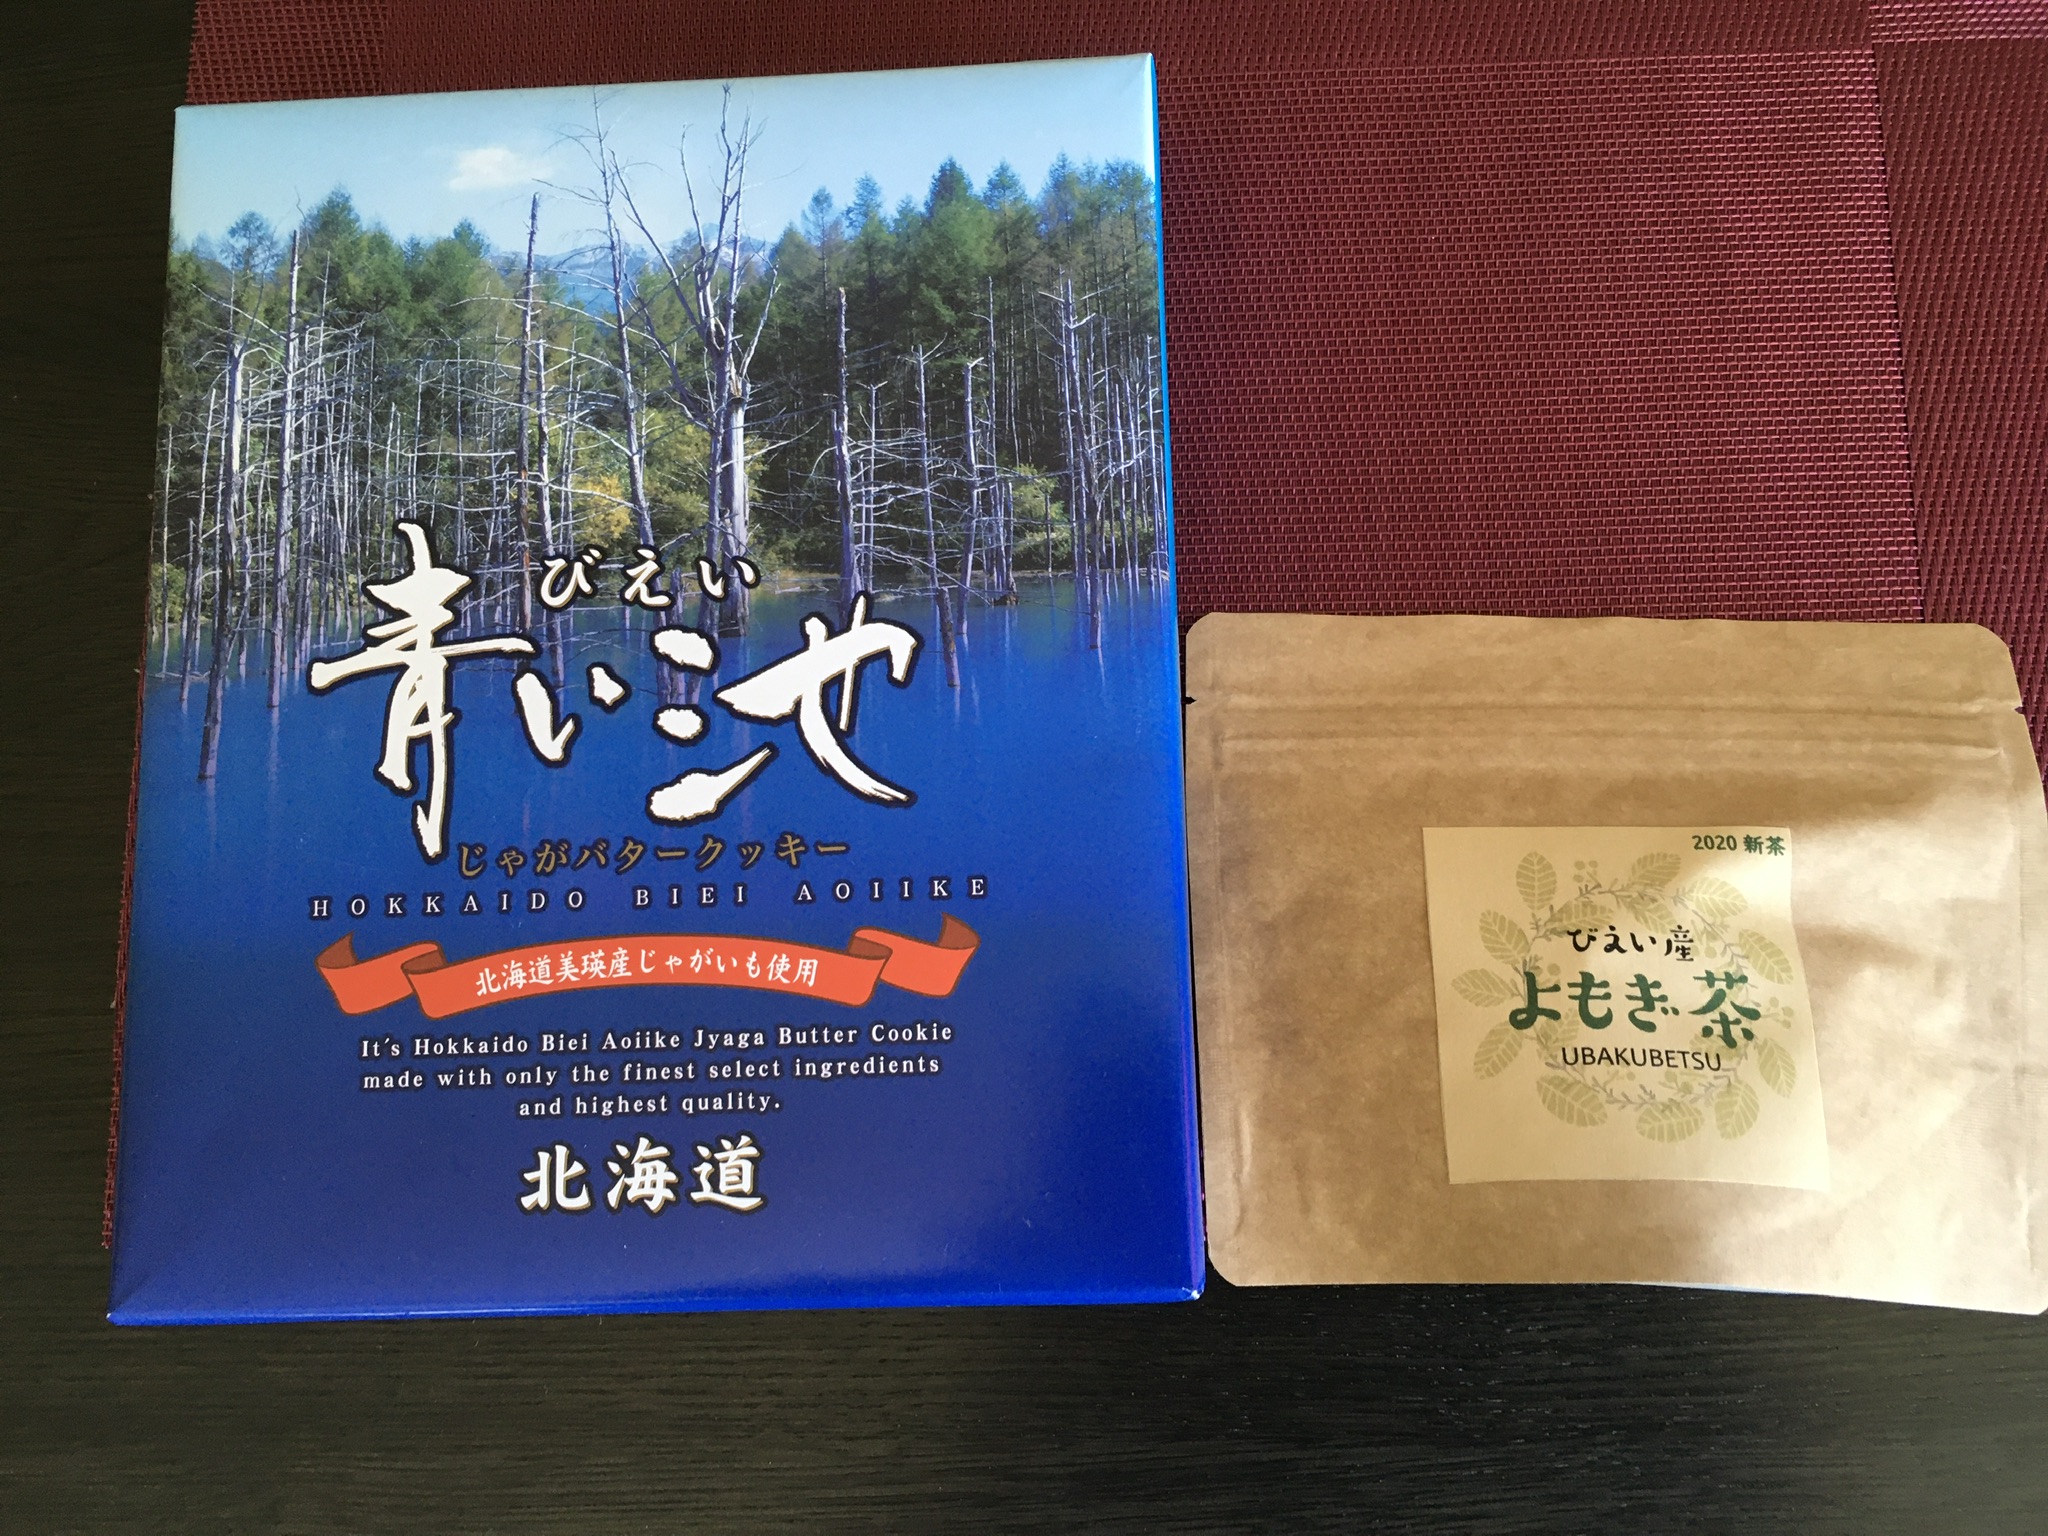 びえい
青い池
じゃがバタークッキー
HOKKAIDO BIEI AOIIKE
北海道美瑛産じゃがいも使用
It's Hokkaido Biei Aoiike Jyaga Butter Cookie
made with only the finest select ingredients
and highest quality.
北海道
2020 新茶
びえい産
よもぎ茶
UBAKUBETSU